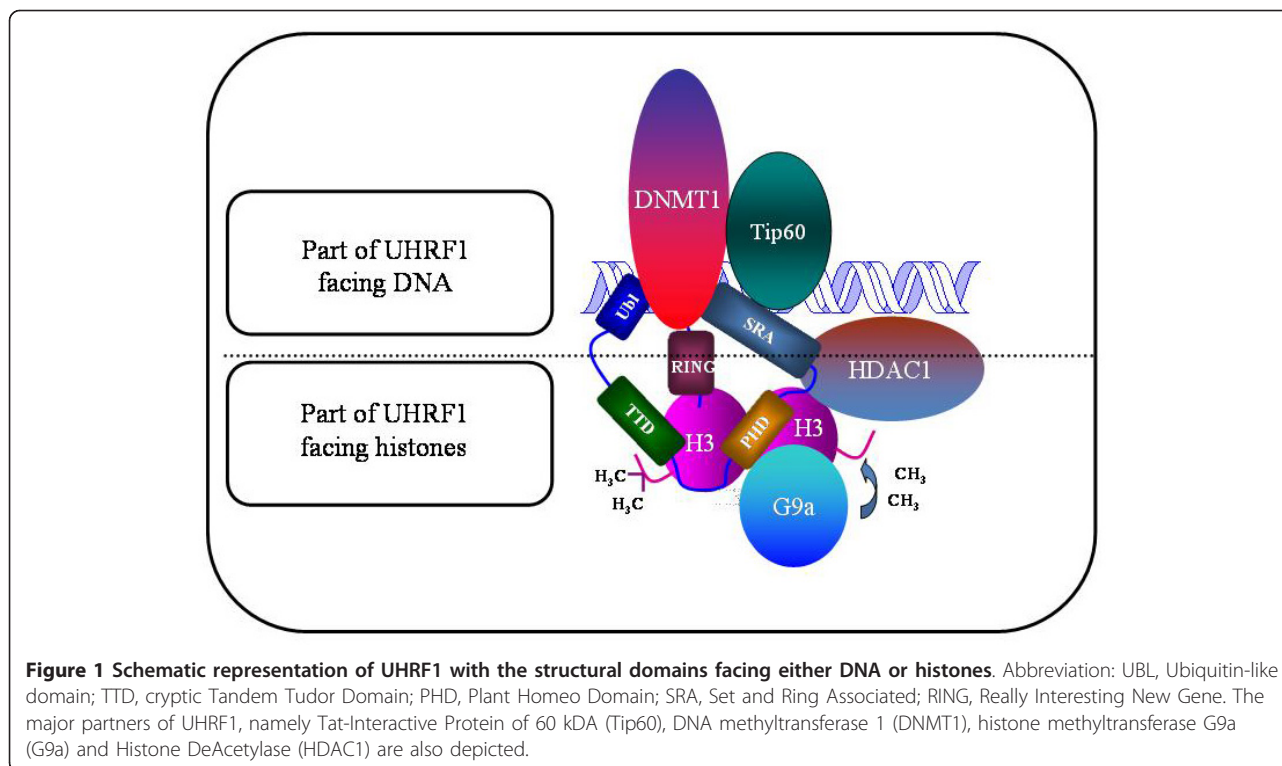 DNMT1
Tip60
Part of UHRF1
facing DNA
Ubl
SRA
RING
HDAC1
Part of UHRF1
facing histones
TTD
H3
PHD
H3
H₃C
H₃C
CH₃
CH₃
G9a
Figure 1 Schematic representation of UHRF1 with the structural domains facing either DNA or histones. Abbreviation: UBL, Ubiquitin-like
domain; TTD, cryptic Tandem Tudor Domain; PHD, Plant Homeo Domain; SRA, Set and Ring Associated; RING, Really Interesting New Gene. The
major partners of UHRF1, namely Tat-Interactive Protein of 60 kDA (Tip60), DNA methyltransferase 1 (DNMT1), histone methyltransferase G9a
(G9a) and Histone DeAcetylase (HDAC1) are also depicted.